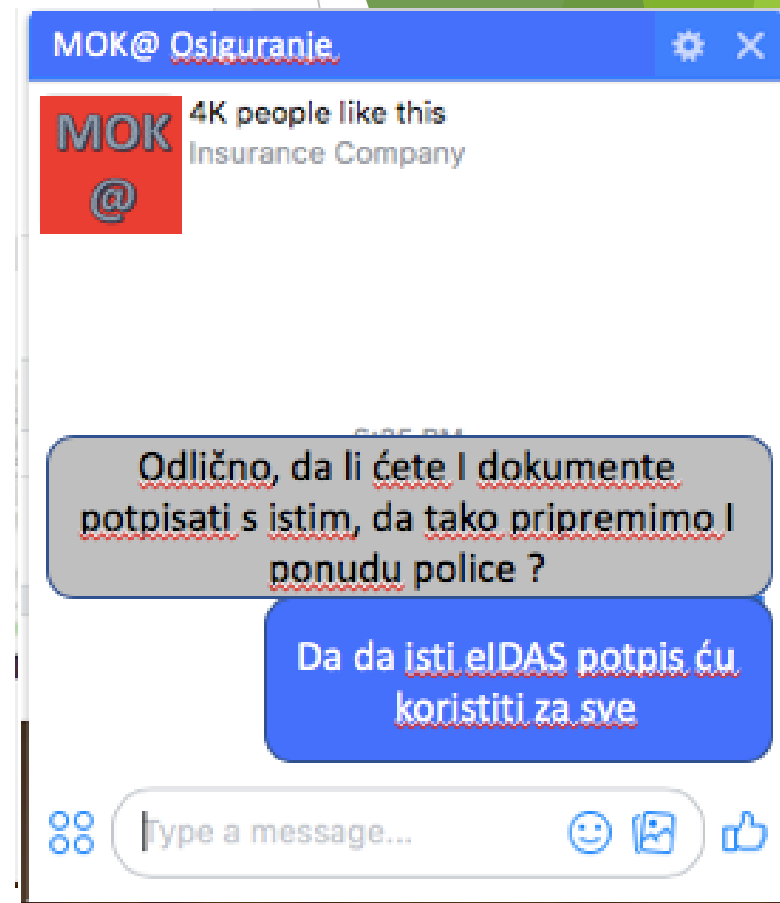 MOK@ Osiguranje
MOK
@
4K people like this
Insurance Company
Odlično, da li ćete I dokumente
potpisati s istim, da tako pripremimo I
ponudu police ?
Da da isti eIDAS potpis ću
koristiti za sve
Type a message...